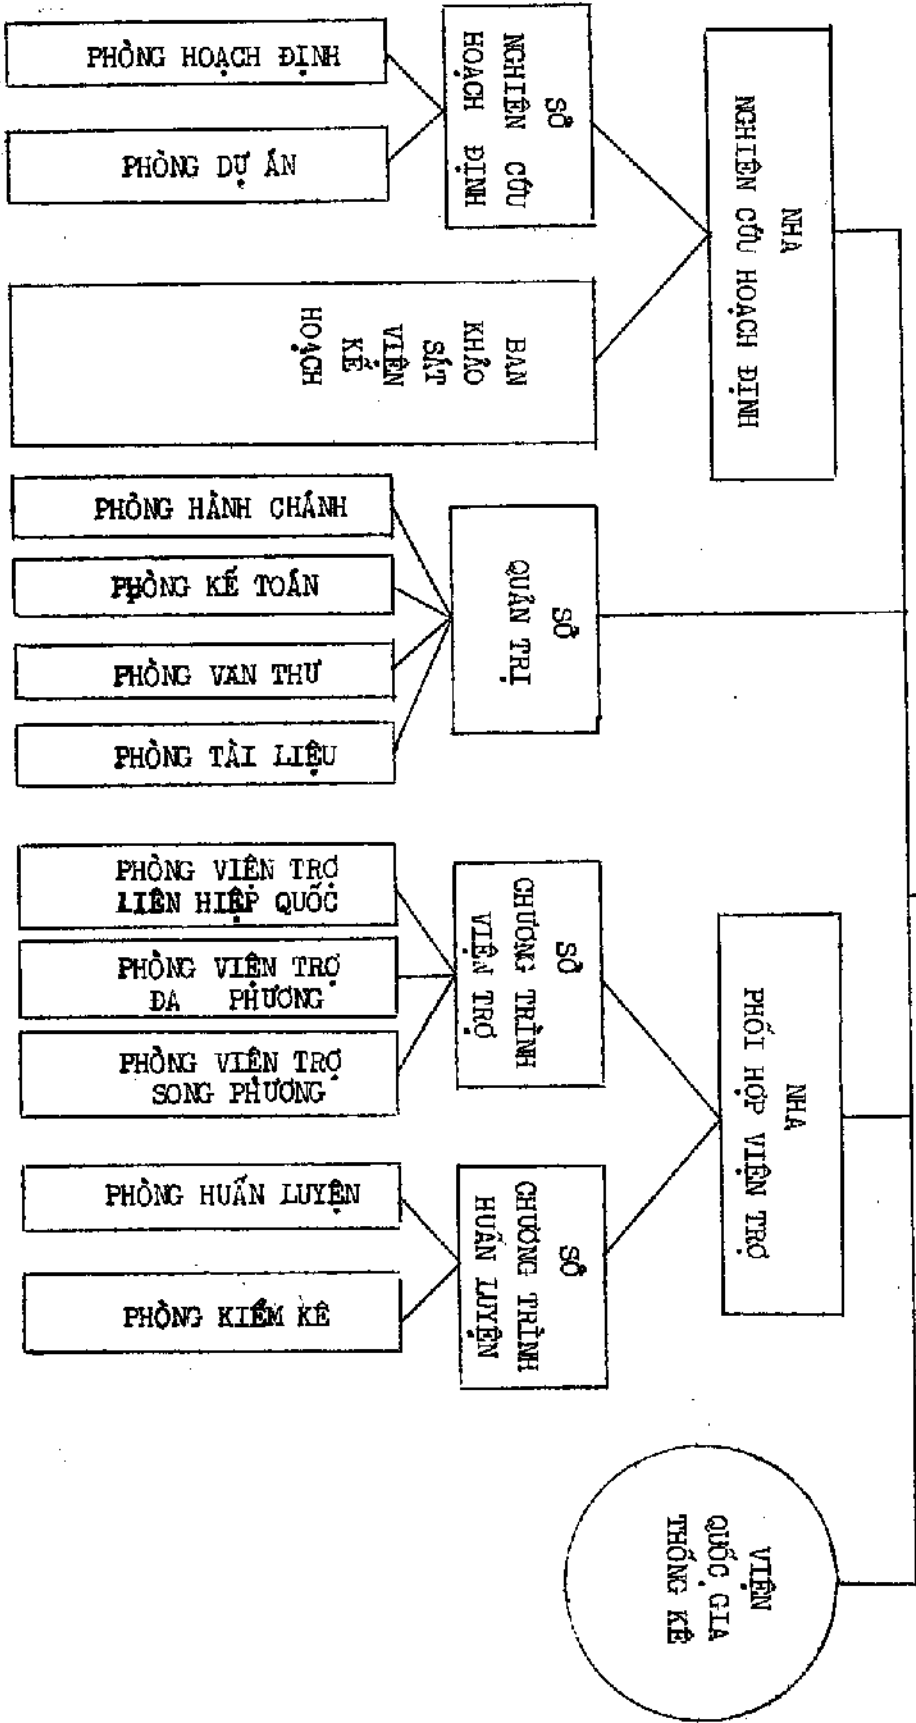 NHA
NGHIÊN CỨU HOẠCH ĐỊNH
SỞ
NGHIÊN CỨU
HOẠCH ĐỊNH
PHÒNG HOẠCH ĐỊNH
PHÒNG DỰ ÁN
BAN
KHẢO
SÁT
VIÊN
KẾ
HOẠCH
SỞ
QUẢN TRỊ
PHÒNG HÀNH CHÁNH
PHÒNG KẾ TOÁN
PHÒNG VĂN THƯ
PHÒNG TÀI LIỆU
NHA
PHỐI HỢP VIỆN TRỢ
SỞ
CHƯƠNG TRÌNH
VIỆN TRỢ
PHÒNG VIỆN TRỢ
LIÊN HIỆP QUỐC
PHÒNG VIỆN TRỢ
ĐA PHƯƠNG
PHÒNG VIỆN TRỢ
SONG PHƯƠNG
SỞ
CHƯƠNG TRÌNH
HUẤN LUYỆN
PHÒNG HUẤN LUYỆN
PHÒNG KIỂM KÊ
VIỆN
QUỐC GIA
THỐNG KÊ